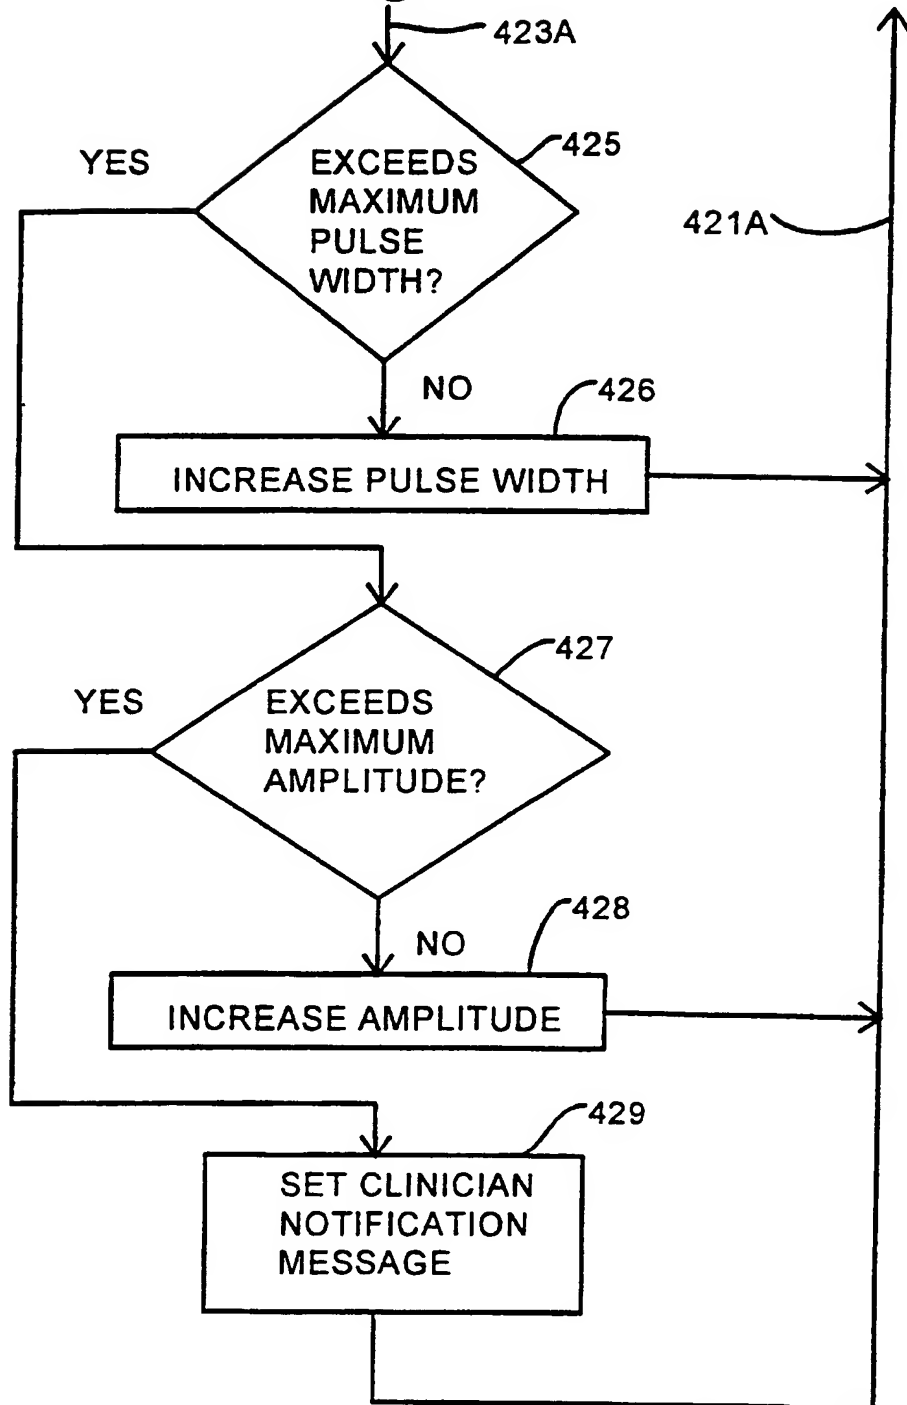 423A
425
YES
EXCEEDS
MAXIMUM
PULSE
WIDTH?
421A
NO
426
INCREASE PULSE WIDTH
427
YES
EXCEEDS
MAXIMUM
AMPLITUDE?
428
NO
INCREASE AMPLITUDE
429
SET CLINICIAN
NOTIFICATION
MESSAGE